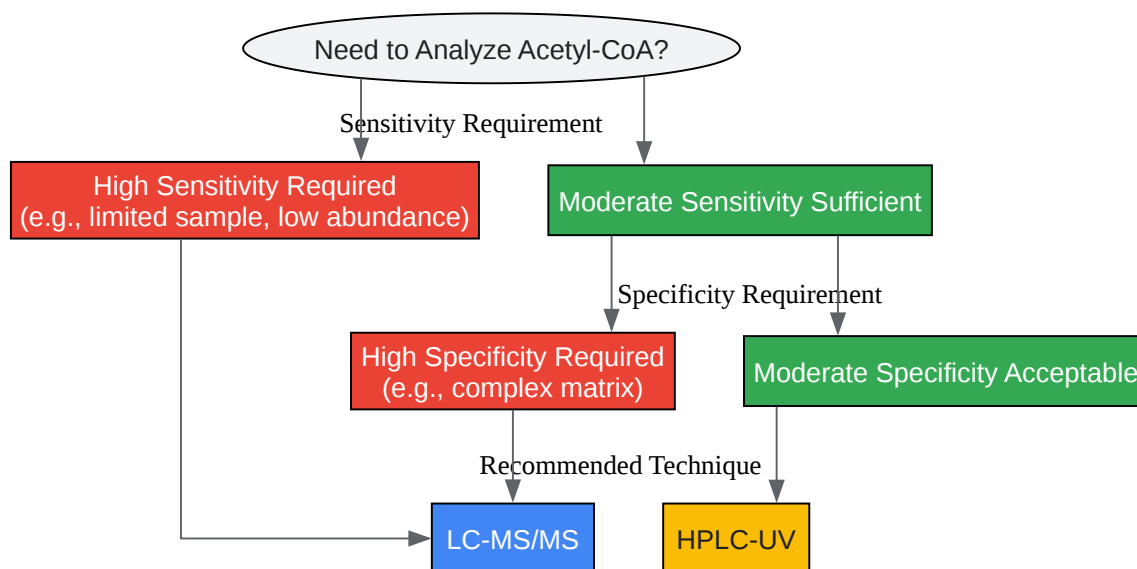 Need to Analyze Acetyl-CoA?
Sensitivity Requirement
High Sensitivity Required
(e.g., limited sample, low abundance)
Moderate Sensitivity Sufficient
Specificity Requirement
High Specificity Required
(e.g., complex matrix)
Moderate Specificity Acceptable
Recommended Technique
LC-MS/MS
HPLC-UV